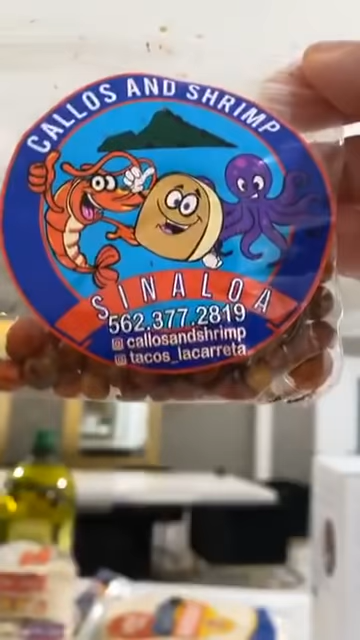 CALLOS AND SHRIMP
SINALOA
562.377.2819
callosandshrimp
tacos_lacarreta